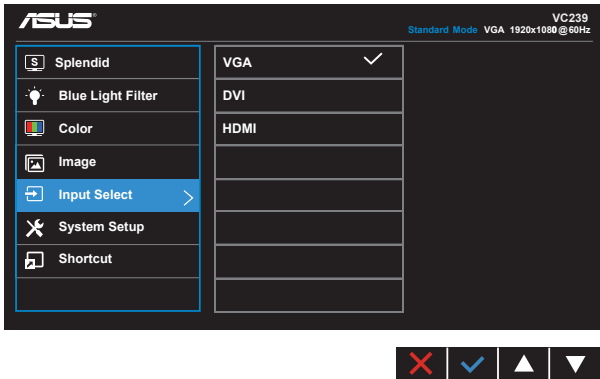 ASUS
VC239
Standard Mode VGA 1920x1080@60Hz
S Splendid
Blue Light Filter
Color
Image
Input Select
System Setup
Shortcut
VGA
DVI
HDMI